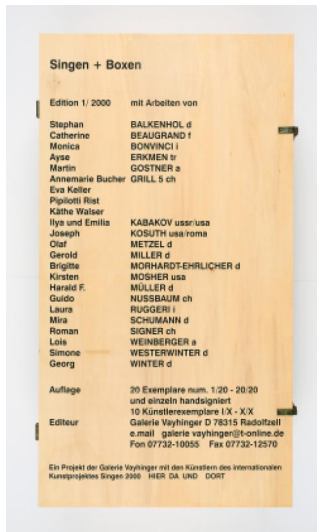 Singen + Boxen
Edition 1/ 2000 mit Arbeiten von
Stephan BALKENHOL d
Catherine BEAUGRAND f
Monica BONVINCI i
Ayse ERKMEN tr
Martin GOSTNER a
Annemarie Bucher GRILL 5 ch
Eva Keller
Pipilotti Rist
Käthe Walser
Ilya und Emilia KABAKOV ussr/usa
Joseph KOSUTH usa/roma
Olaf METZEL d
Gerold MILLER d
Brigitte MORHARDT-EHRLICHER d
Kirsten MOSHER usa
Harald F. MÜLLER d
Guido NUSSBAUM ch
Laura RUGGERI i
Mira SCHUMANN d
Roman SIGNER ch
Lois WEINBERGER a
Simone WESTERWINTER d
Georg WINTER d
Auflage 20 Exemplare num. 1/20 - 20/20
und einzeln handsigniert
10 Künstlerexemplare I/X - X/X
Editeur Galerie Vayhinger D 78315 Radolfzell
e.mail galerie vayhinger@t-online.de
Fon 07732-10055 Fax 07732-12570
Ein Projekt der Galerie Vayhinger mit den Künstlern des internationalen
Kunstprojektes Singen 2000 HIER DA UND DORT